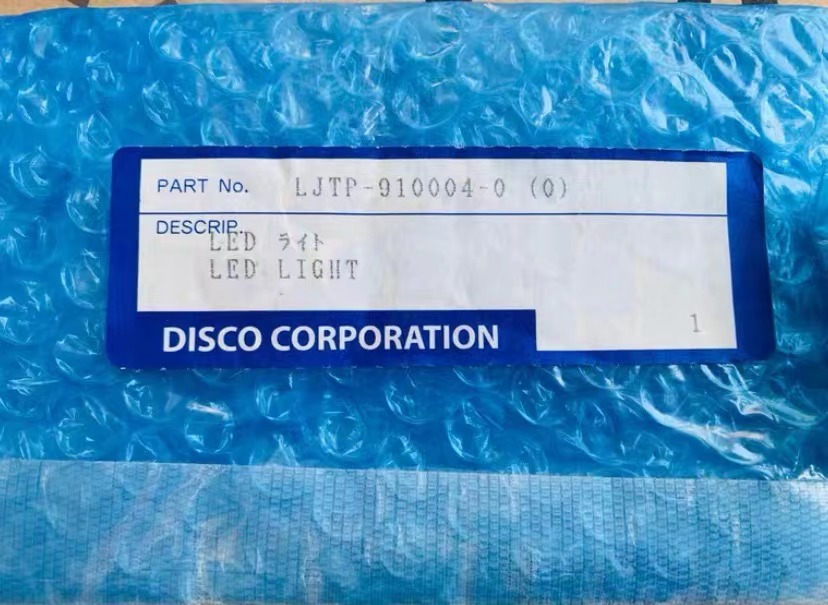 PART No. LJTP-910004-0 (0)
DESCRIP.
LED ライト
LED LIGHT
1
DISCO CORPORATION